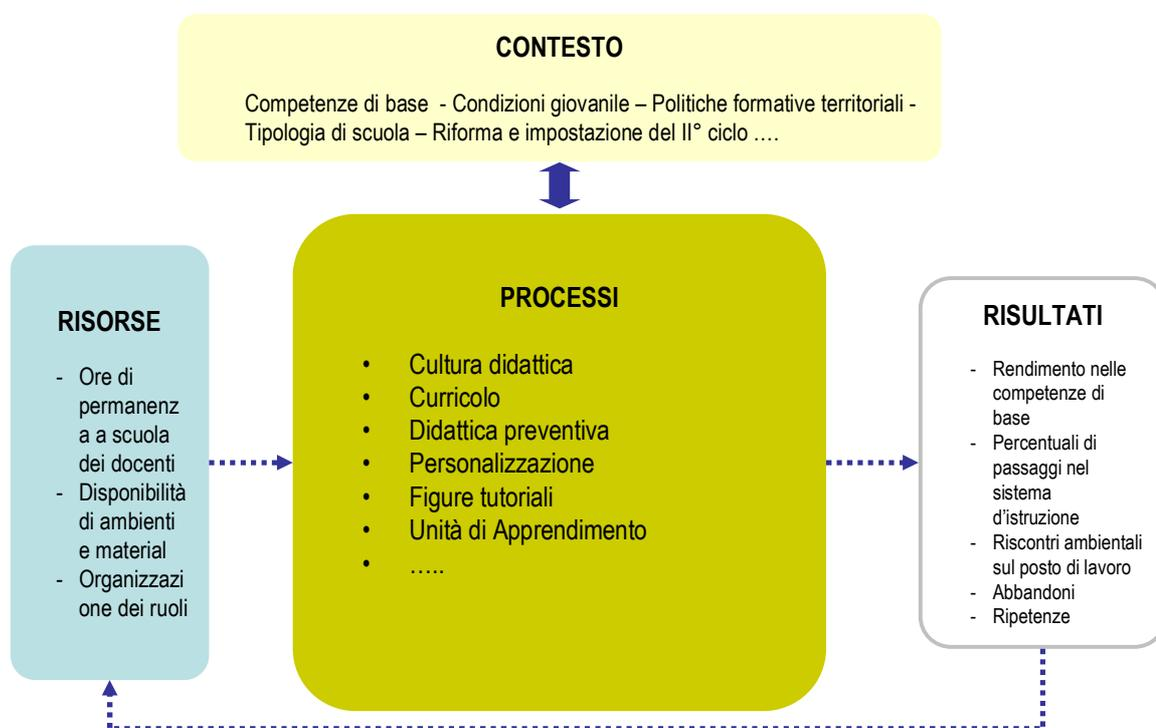 CONTESTO
Competenze di base  - Condizioni giovanile – Politiche formative territoriali -
Tipologia di scuola – Riforma e impostazione del II° ciclo ….
RISORSE
- Ore di
permanenz
a a scuola
dei docenti
- Disponibilità
di ambienti
e material
- Organizzazi
one dei ruoli
PROCESSI
• Cultura didattica
• Curricolo
• Didattica preventiva
• Personalizzazione
• Figure tutoriali
• Unità di Apprendimento
• …..
RISULTATI
- Rendimento nelle
competenze di
base
- Percentuali di
passaggi nel
sistema
d’istruzione
- Riscontri ambientali
sul posto di lavoro
- Abbandoni
- Ripetenze